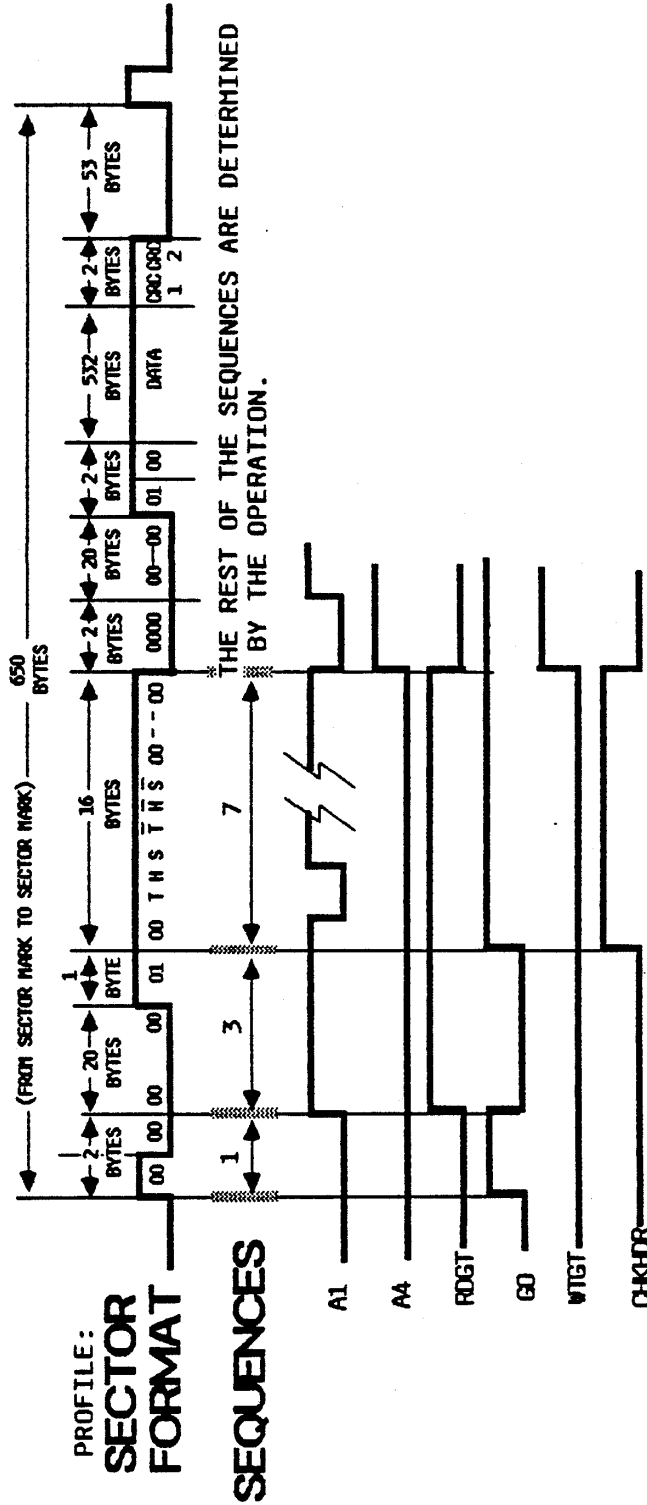 PROFILE:
SECTOR
FORMAT
(FROM SECTOR MARK TO SECTOR MARK) 650
BYTES
2
BYTES
20
BYTES
1
BYTE
16
BYTES
2
BYTES
20
BYTES
2
BYTES
532
BYTES
2
BYTES
53
BYTES
00 00 00 00 01 00 T H S T̅ H̅ S̅ 00 -- 00 0000 00--00 01 00 DATA CRC CRC
1 2
SEQUENCES
1 3 7
THE REST OF THE SEQUENCES ARE DETERMINED
BY THE OPERATION.
A1
A4
RDGT
GO
WTGT
CHKHDR